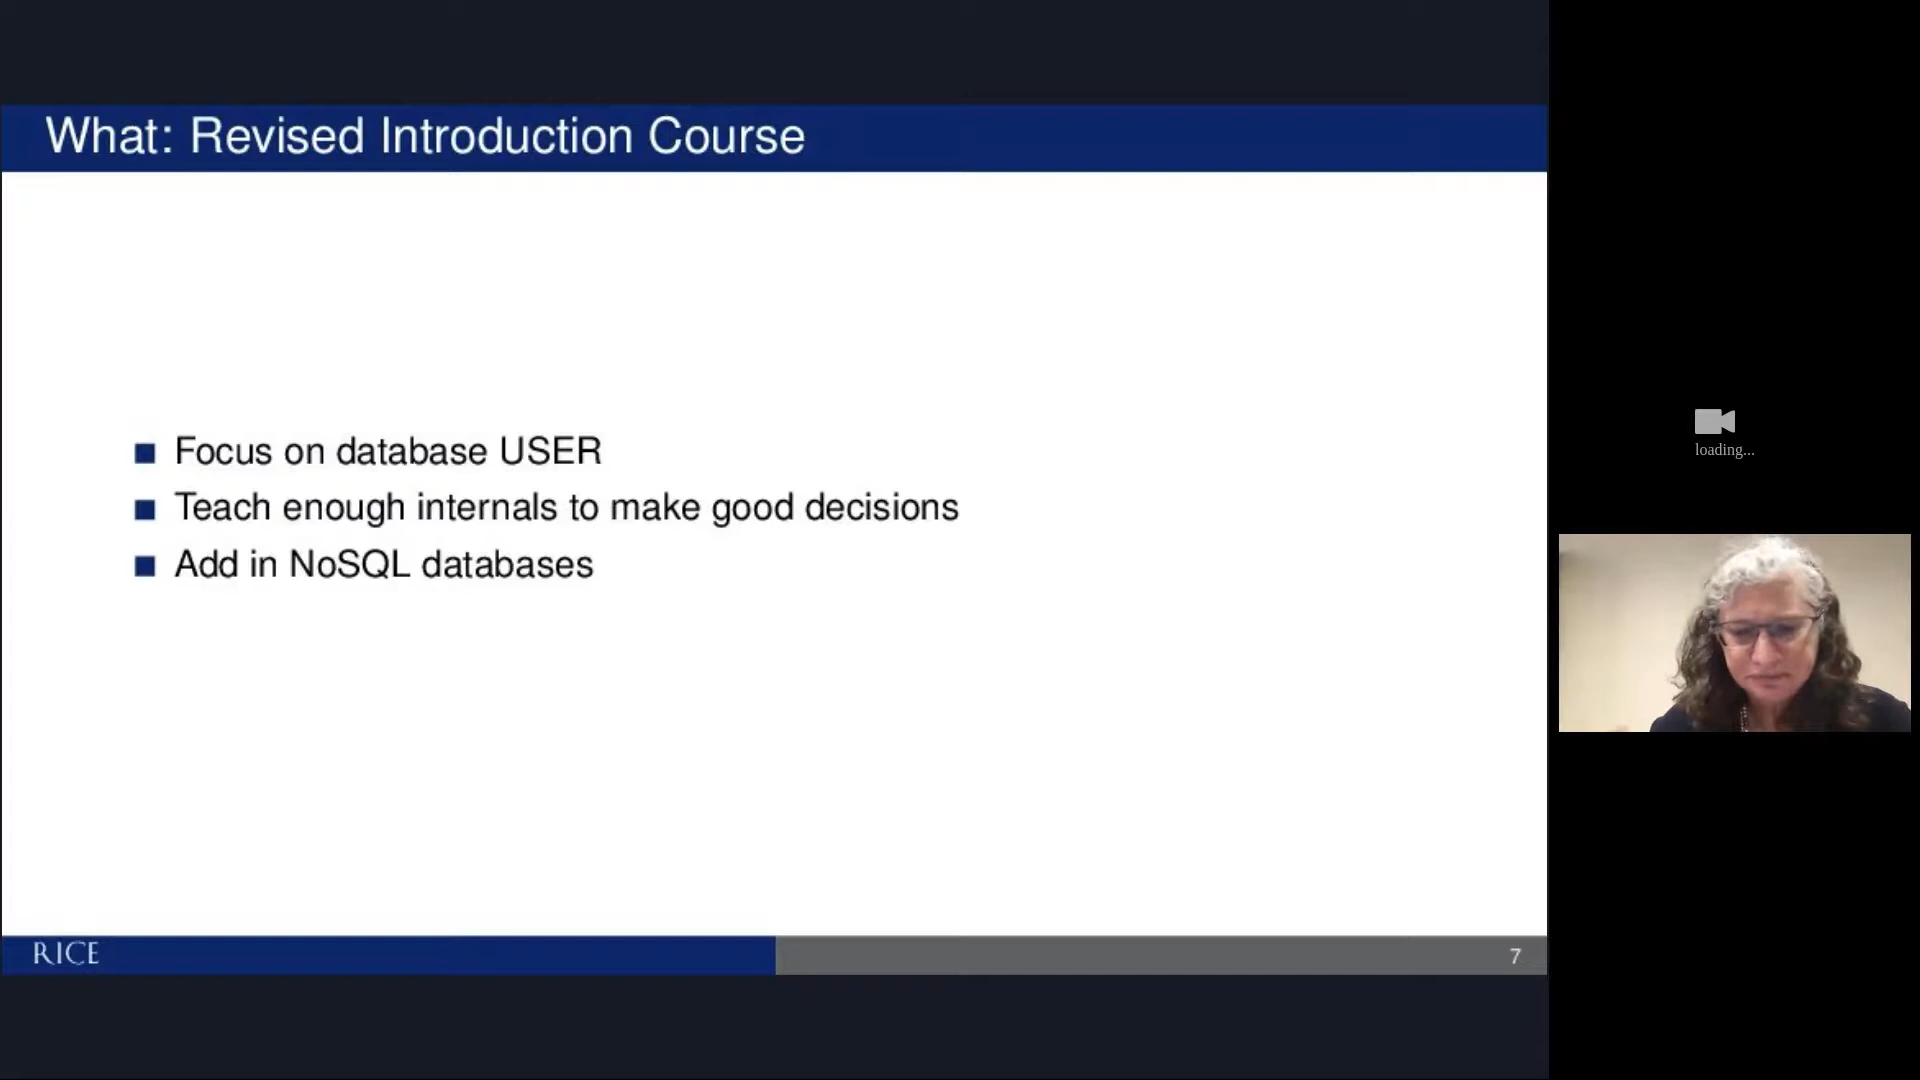 What: Revised Introduction Course
Focus on database USER
Teach enough internals to make good decisions
Add in NoSQL databases
loading...
RICE
7